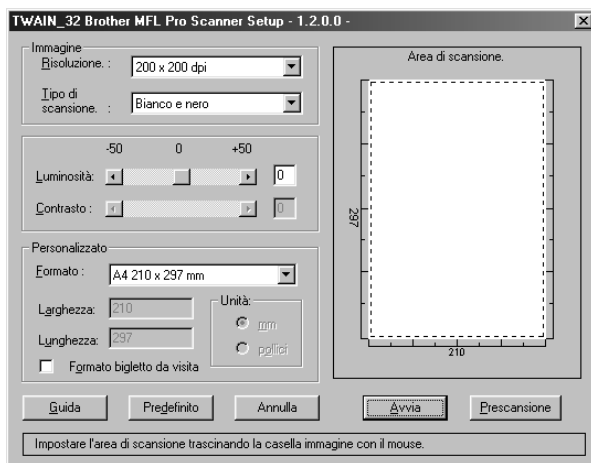 TWAIN_32 Brother MFL Pro Scanner Setup - 1.2.0.0 -
Immagine
Risoluzione. :
200 x 200 dpi
Tipo di
scansione. :
Bianco e nero
-50 0 +50
Luminosità:
0
Contrasto :
0
Personalizzato
Formato :
A4 210 x 297 mm
Larghezza:
210
Lunghezza:
297
Unità:
mm
pollici
Formato biglietto da visita
Area di scansione.
297
210
Guida
Predefinito
Annulla
Avvia
Prescansione
Impostare l'area di scansione trascinando la casella immagine con il mouse.